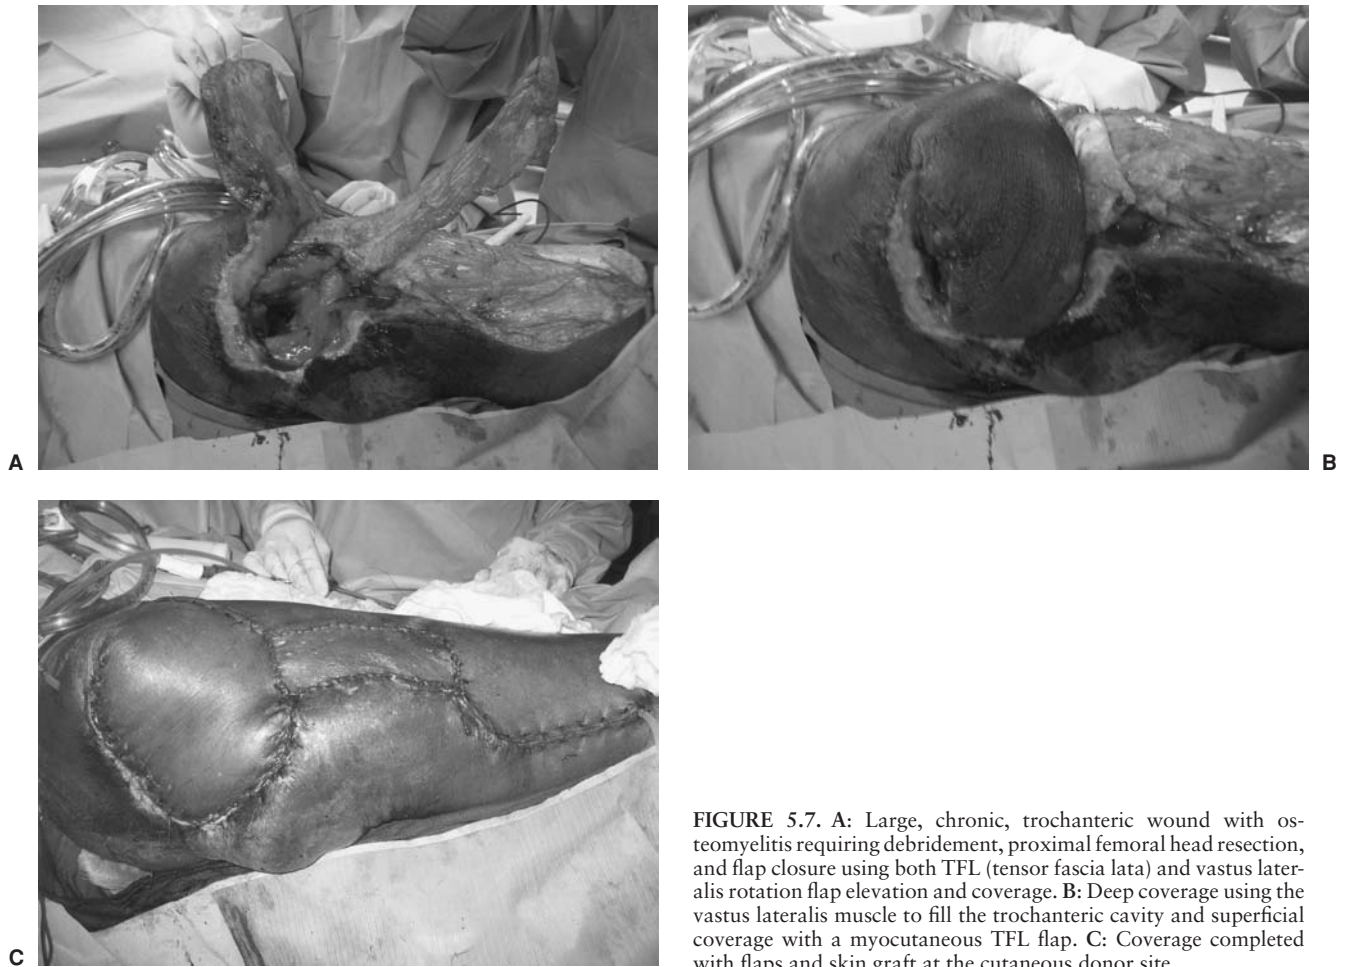 A
B
C
FIGURE 5.7. A: Large, chronic, trochanteric wound with os-
teomyelitis requiring debridement, proximal femoral head resection,
and flap closure using both TFL (tensor fascia lata) and vastus later-
alis rotation flap elevation and coverage. B: Deep coverage using the
vastus lateralis muscle to fill the trochanteric cavity and superficial
coverage with a myocutaneous TFL flap. C: Coverage completed
with flaps and skin graft at the cutaneous donor site.